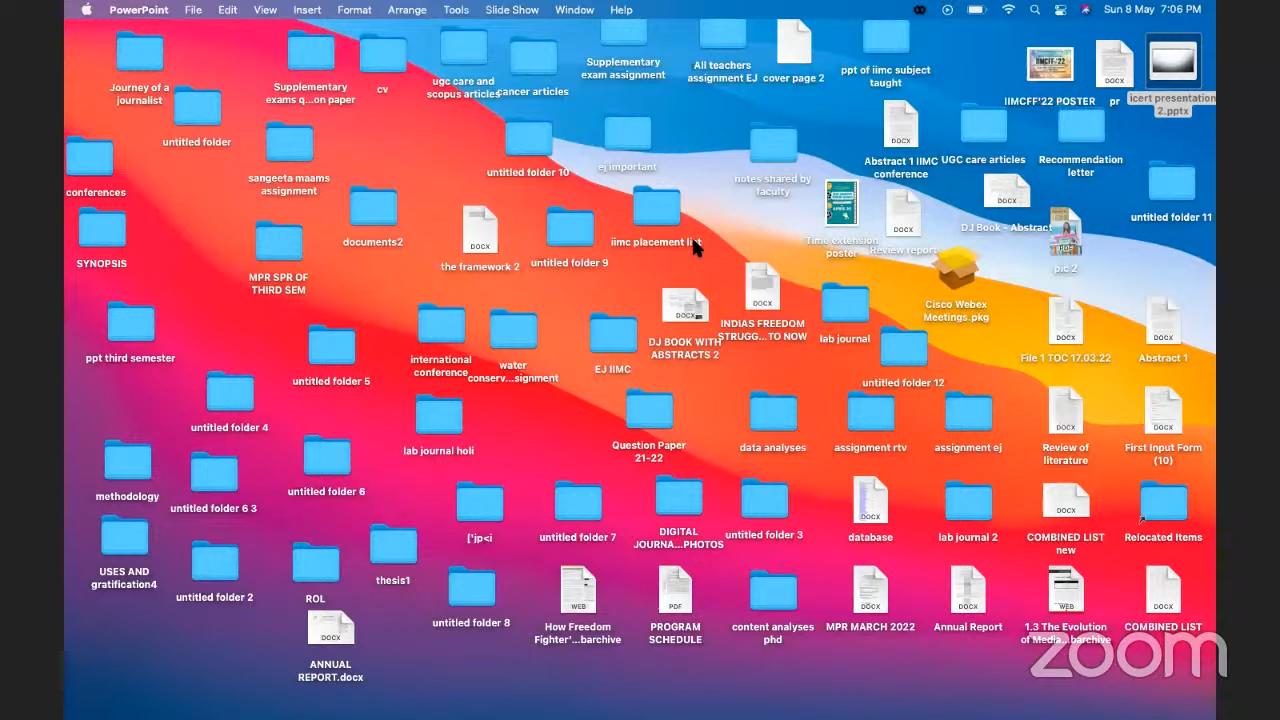 PowerPoint File Edit View Insert Format Arrange Tools Slide Show Window Help Sun 8 May 7:06 PM
Journey of a
journalist
Supplementary
exams q...on paper
cv
ugc care and
scopus articles
cancer articles
Supplementary
exam assignment
All teachers
assignment EJ
cover page 2
ppt of iimc subject
taught
IIMCFF'22 POSTER
pr
icert presentation
2.pptx
untitled folder
sangeeta maams
assignment
untitled folder 10
ej important
notes shared by
faculty
Abstract 1 IIMC
conference
UGC care articles
Recommendation
letter
conferences
untitled folder 11
SYNOPSIS
MPR SPR OF
THIRD SEM
documents2
the framework 2
untitled folder 9
iimc placement list
Time extension
poster
Review report
DJ Book - Abstract
pic 2
Cisco Webex
Meetings.pkg
ppt third semester
untitled folder 5
international
conference
water
conserv...signment
EJ IIMC
DJ BOOK WITH
ABSTRACTS 2
INDIAS FREEDOM
STRUGG...TO NOW
lab journal
untitled folder 12
File 1 TOC 17.03.22
Abstract 1
untitled folder 4
lab journal holi
Question Paper
21-22
data analyses
assignment rtv
assignment ej
Review of
literature
First Input Form
(10)
methodology
untitled folder 6 3
untitled folder 6
['jp<i
untitled folder 7
DIGITAL
JOURNA...PHOTOS
untitled folder 3
database
lab journal 2
COMBINED LIST
new
Relocated Items
USES AND
gratification4
untitled folder 2
ROL
thesis1
untitled folder 8
How Freedom
Fighter'...barchive
PROGRAM
SCHEDULE
content analyses
phd
MPR MARCH 2022
Annual Report
1.3 The Evolution
of Media...barchive
COMBINED LIST
ANNUAL
REPORT.docx
zoom